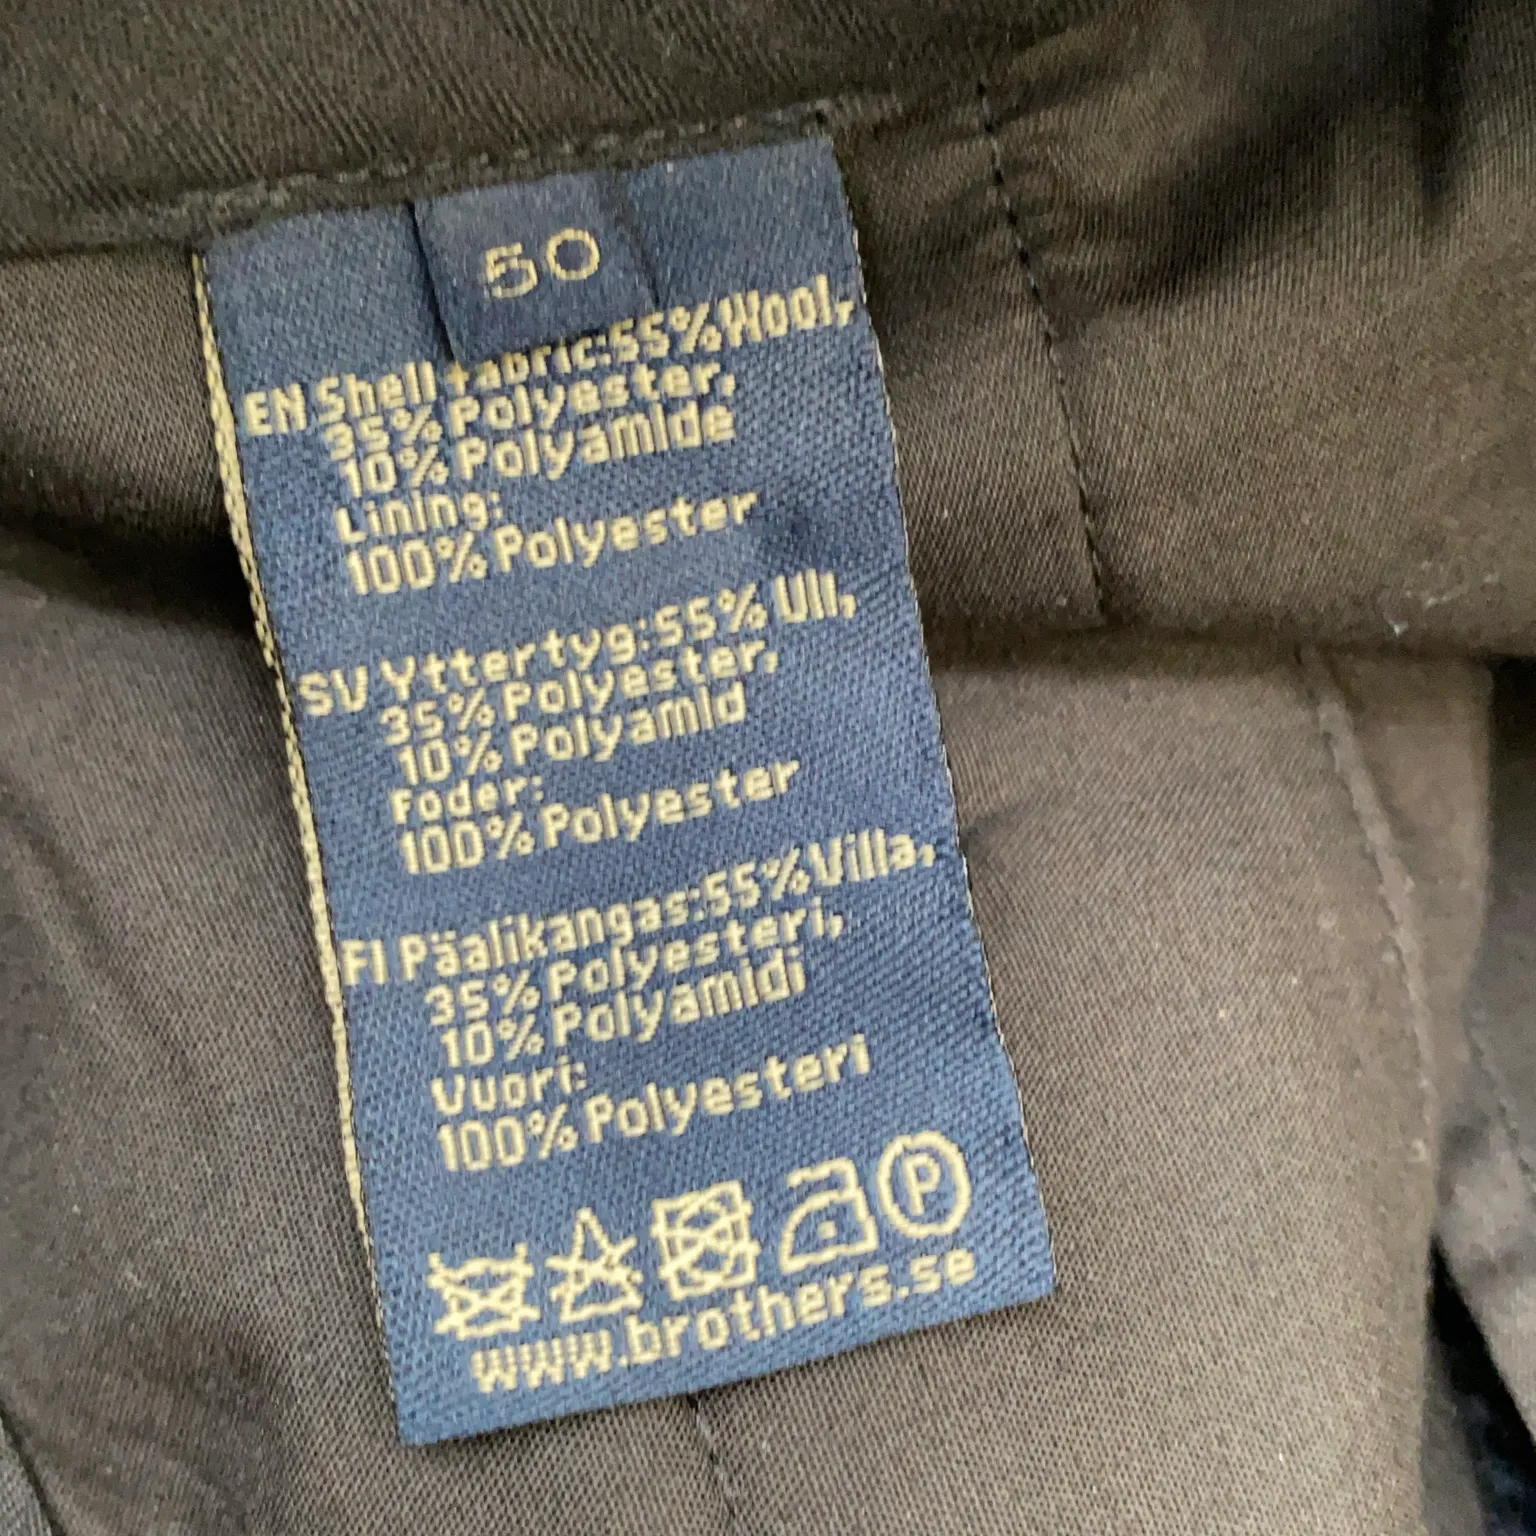 50
EN Shell fabric:55%Wool,
35% Polyester,
10% Polyamide
Lining:
100% Polyester
SV Yttertyg:55% Ull,
35% Polyester,
10% Polyamid
Foder:
100% Polyester
FI Päälikangas:55% Villa,
35% Polyesteri,
10% Polyamidi
Vuori:
100% Polyesteri
P
www.brothers.se